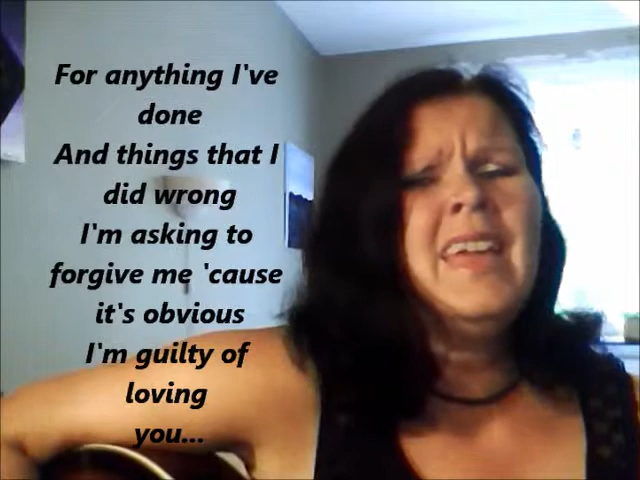 For anything I've
done
And things that I
did wrong
I'm asking to
forgive me 'cause
it's obvious
I'm guilty of
loving
you...